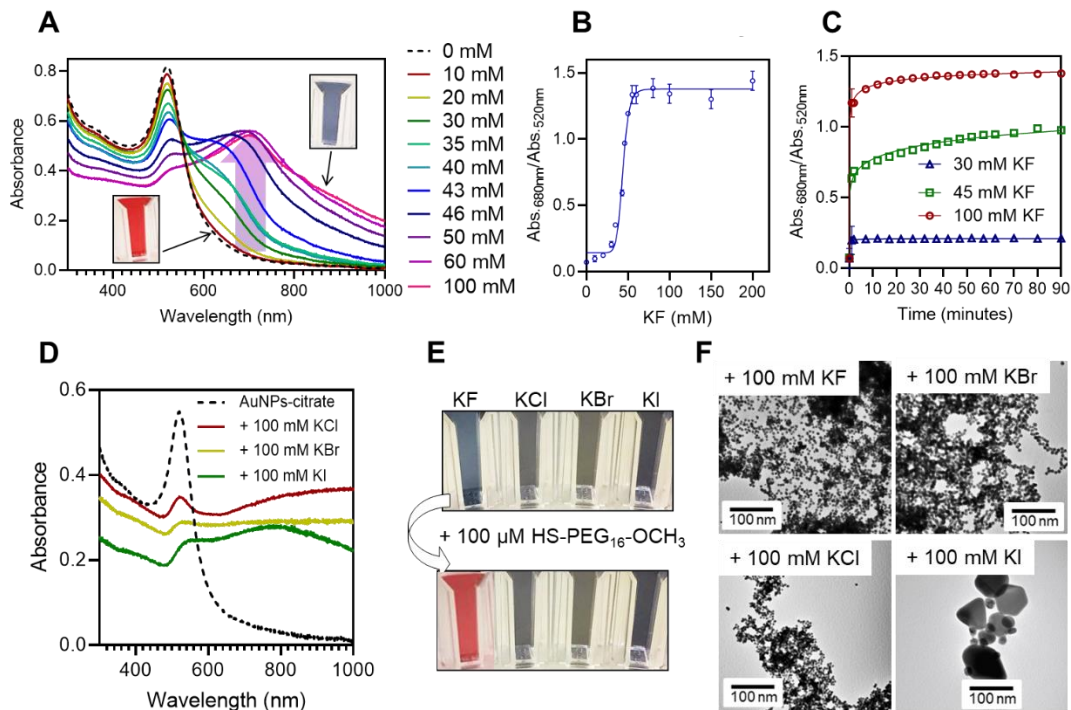 A
0.8
0.6
0.4
0.2
0.0
400
600
800
1000
Wavelength (nm)
Absorbance
0 mM
10 mM
20 mM
30 mM
35 mM
40 mM
43 mM
46 mM
50 mM
60 mM
100 mM
B
1.5
1.0
0.5
0.0
0
50
100
150
200
KF (mM)
Abs.680nm/Abs.520nm
C
1.5
1.0
0.5
0.0
0 10 20 30 40 50 60 70 80 90
Time (minutes)
Abs.680nm/Abs.520nm
30 mM KF
45 mM KF
100 mM KF
D
0.6
0.4
0.2
0.0
400
600
800
1000
Wavelength (nm)
Absorbance
AuNPs-citrate
+ 100 mM KCl
+ 100 mM KBr
+ 100 mM KI
E
KF KCl KBr KI
+ 100 µM HS-PEG16-OCH3
F
+ 100 mM KF
100 nm
+ 100 mM KBr
100 nm
+ 100 mM KCl
100 nm
+ 100 mM KI
100 nm